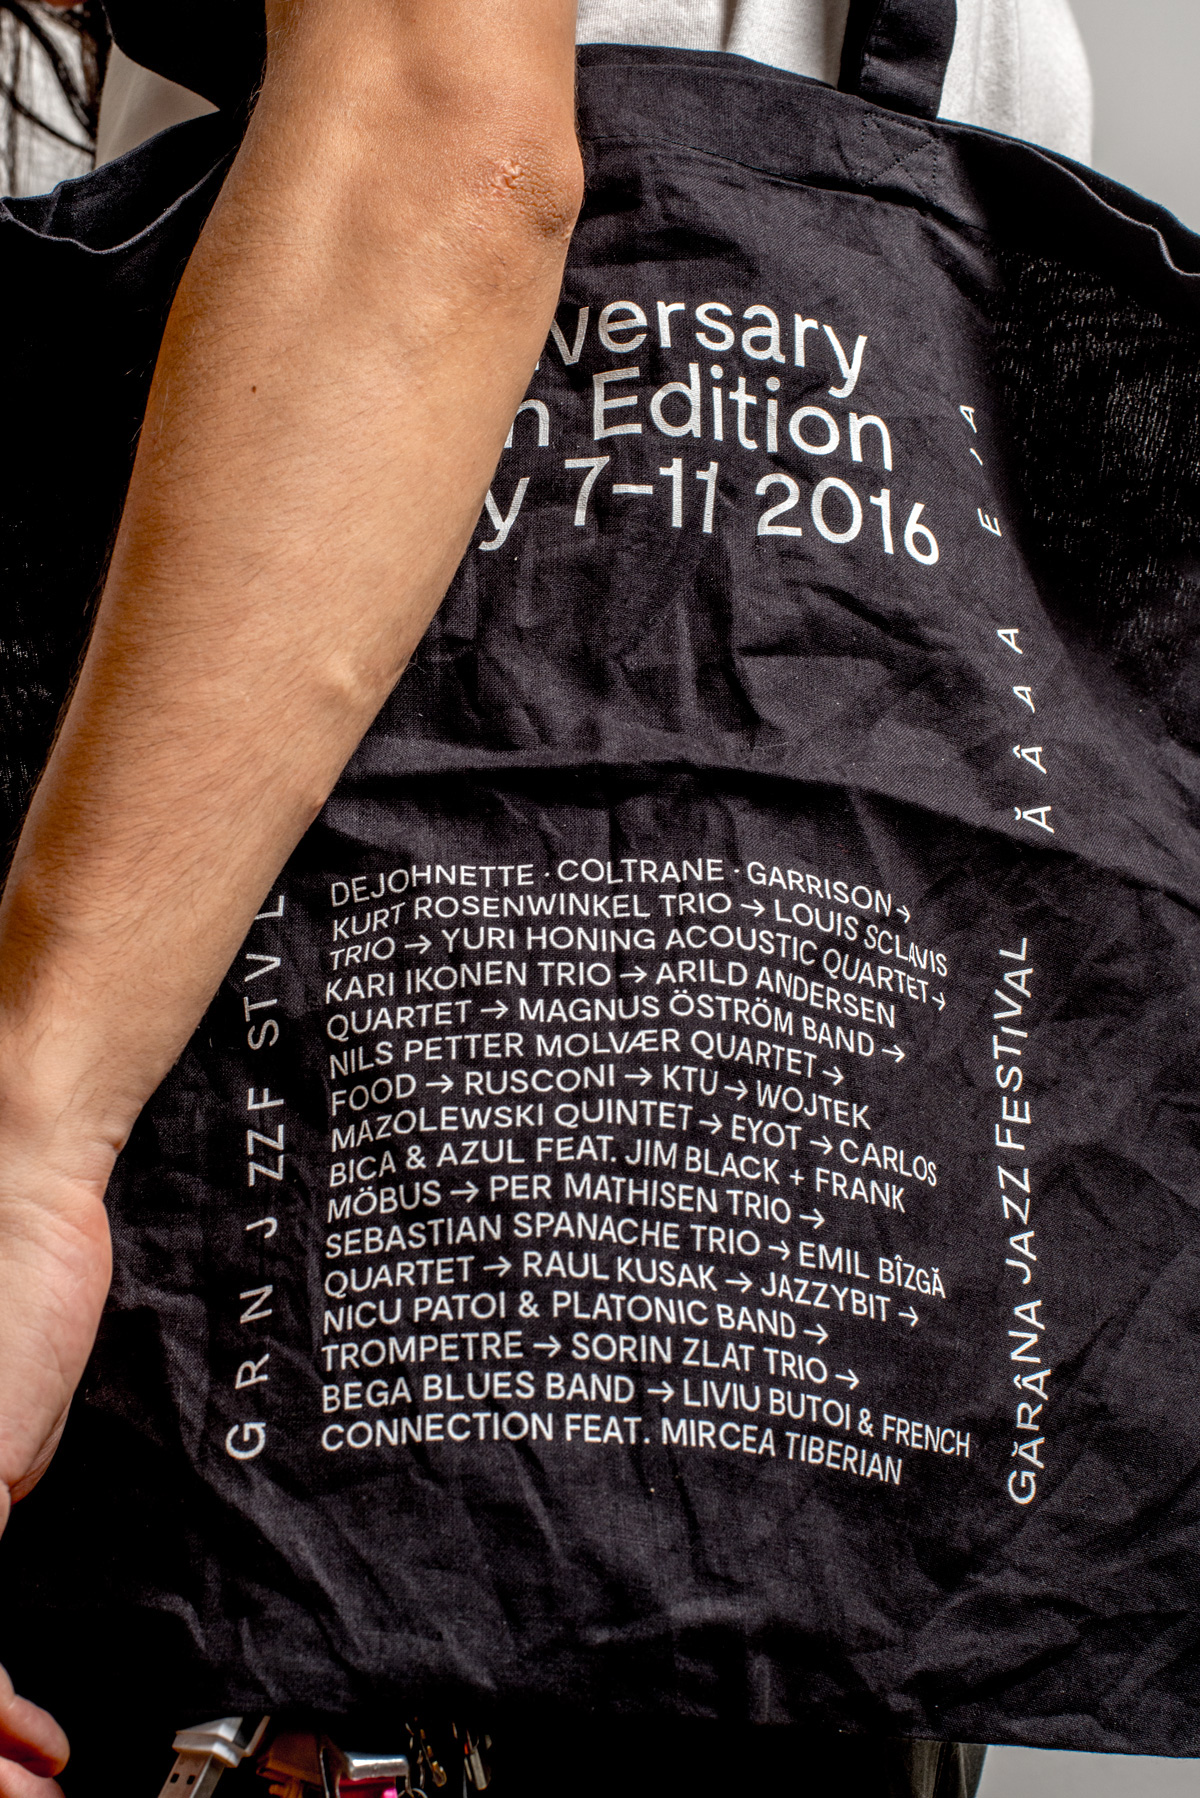 Edition
7–11 2016
E I A
Ă Â A A
DEJOHNETTE · COLTRANE · GARRISON →
KURT ROSENWINKEL TRIO → LOUIS SCLAVIS
TRIO → YURI HONING ACOUSTIC QUARTET →
KARI IKONEN TRIO → ARILD ANDERSEN
QUARTET → MAGNUS ÖSTRÖM BAND →
NILS PETTER MOLVÆR QUARTET →
FOOD → RUSCONI → KTU → WOJTEK
MAZOLEWSKI QUINTET → EYOT → CARLOS
BICA & AZUL FEAT. JIM BLACK + FRANK
MÖBUS → PER MATHISEN TRIO →
SEBASTIAN SPANACHE TRIO → EMIL BÎZGĂ
QUARTET → RAUL KUSAK → JAZZYBIT →
NICU PATOI & PLATONIC BAND →
TROMPETRE → SORIN ZLAT TRIO →
BEGA BLUES BAND → LIVIU BUTOI & FRENCH
CONNECTION FEAT. MIRCEA TIBERIAN
G R N J ZZ F STVL
GĂRÂNA JAZZ FESTIVAL